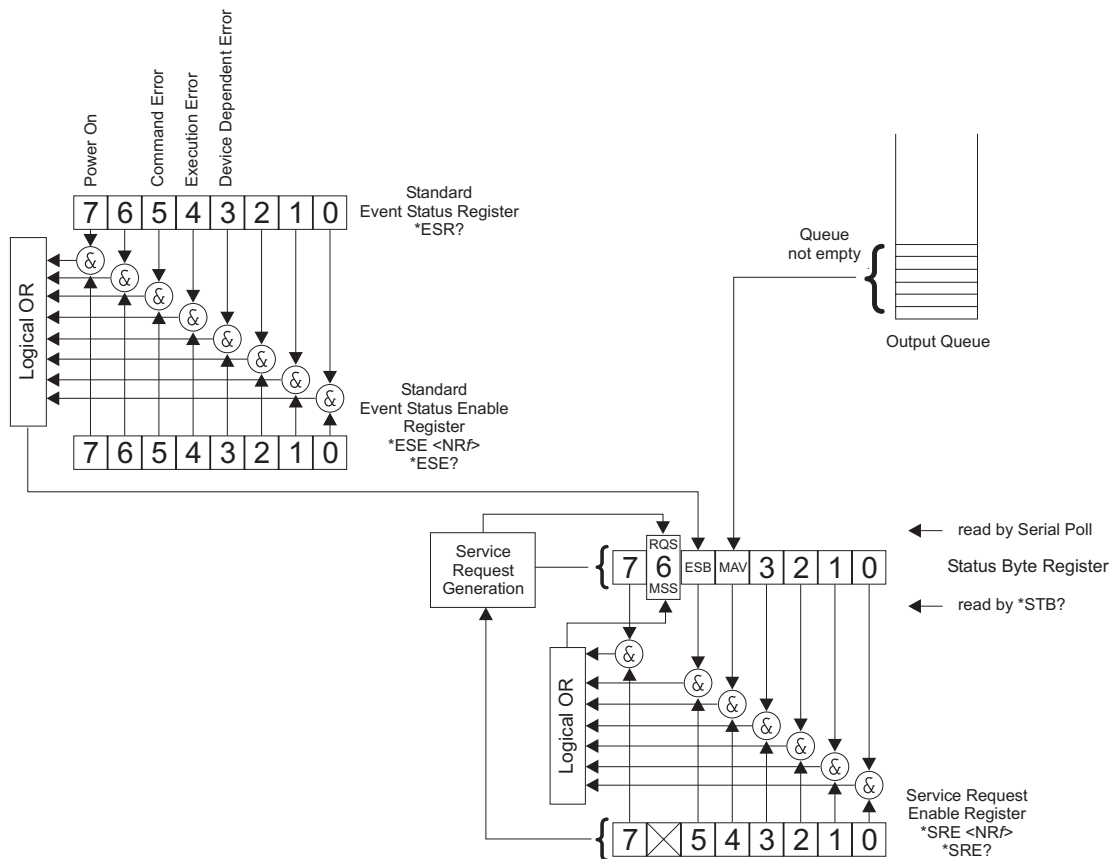 Power On
Command Error
Execution Error
Device Dependent Error
7 6 5 4 3 2 1 0
Standard
Event Status Register
*ESR?
Logical OR
&
&
&
&
&
&
&
&
Standard
Event Status Enable
Register
*ESE <NRf>
*ESE?
7 6 5 4 3 2 1 0
Queue
not empty
Output Queue
Service
Request
Generation
RQS
7 6 ESB MAV 3 2 1 0
MSS
read by Serial Poll
Status Byte Register
read by *STB?
Logical OR
&
&
&
&
&
&
&
Service Request
Enable Register
*SRE <NRf>
*SRE?
7 5 4 3 2 1 0